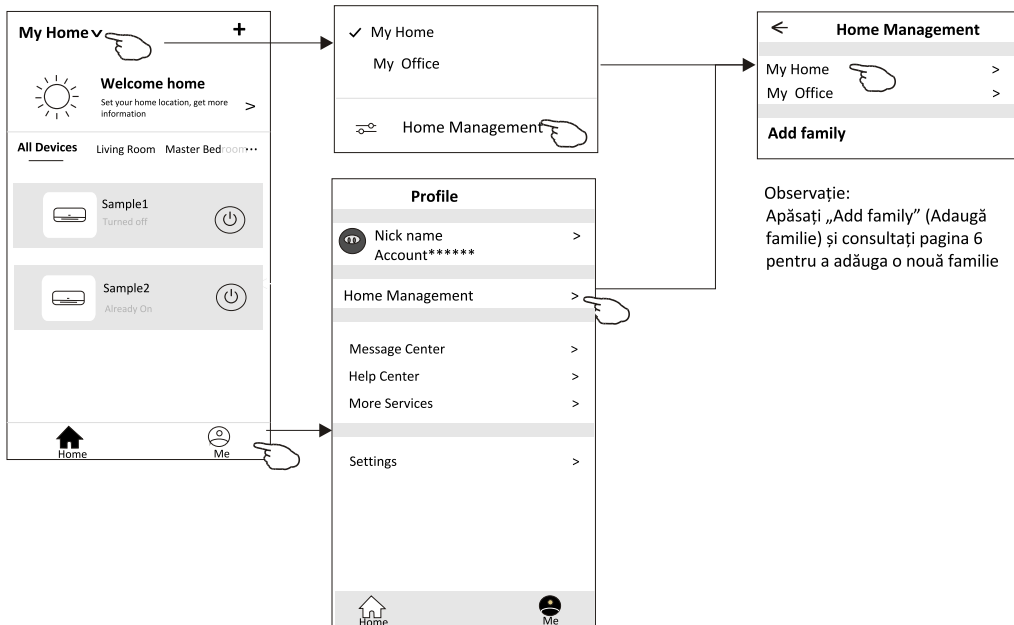 My Home
+
Welcome home
Set your home location, get more
information
>
All Devices Living Room Master Bedroom...
Sample1
Turned off
Sample2
Already On
Home
Me
✓ My Home
My Office
Home Management
Profile
Nick name >
Account******
Home Management >
Message Center >
Help Center >
More Services >
Settings >
Home
Me
Home Management
My Home >
My Office >
Add family
Observație:
Apăsați „Add family” (Adaugă
familie) și consultați pagina 6
pentru a adăuga o nouă familie